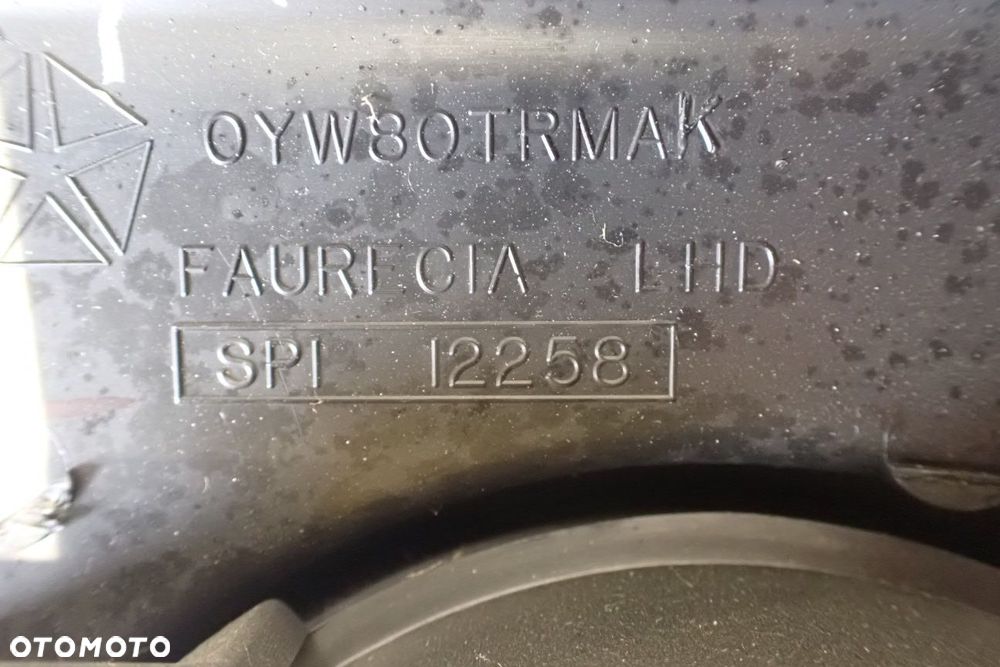 0YW80TRMAK
FAURECIA LHD
SPI 12258
OTOMOTO